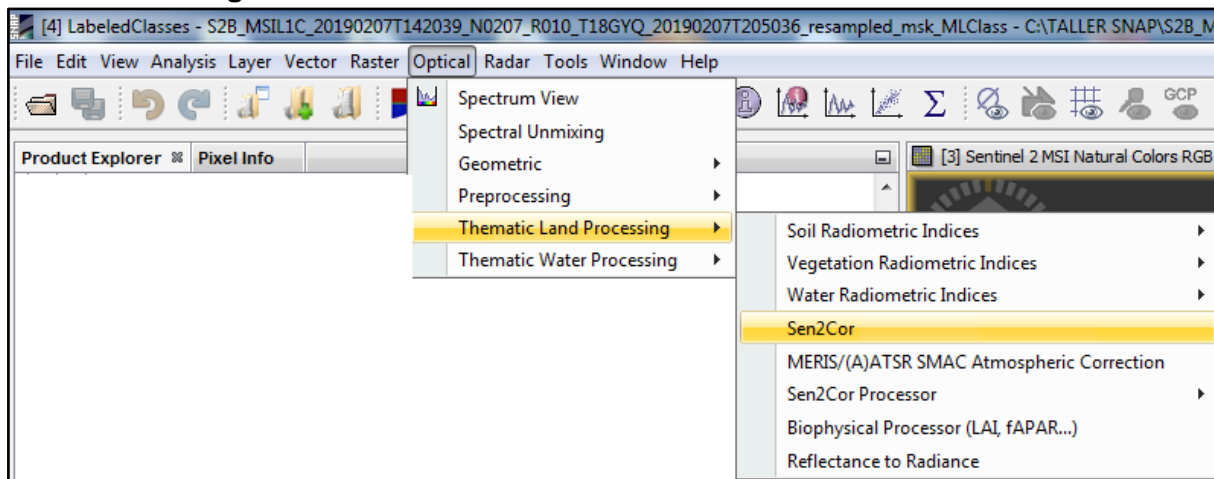 [4] LabeledClasses - S2B_MSIL1C_20190207T142039_N0207_R010_T18GYQ_20190207T205036_resampled_msk_MLClass - C:\TALLER SNAP\S2B_M
File Edit View Analysis Layer Vector Raster Optical Radar Tools Window Help
GCP
Spectrum View
Spectral Unmixing
Geometric
Preprocessing
Thematic Land Processing
Thematic Water Processing
Product Explorer Pixel Info
[3] Sentinel 2 MSI Natural Colors RGB
Soil Radiometric Indices
Vegetation Radiometric Indices
Water Radiometric Indices
Sen2Cor
MERIS/(A)ATSR SMAC Atmospheric Correction
Sen2Cor Processor
Biophysical Processor (LAI, fAPAR...)
Reflectance to Radiance